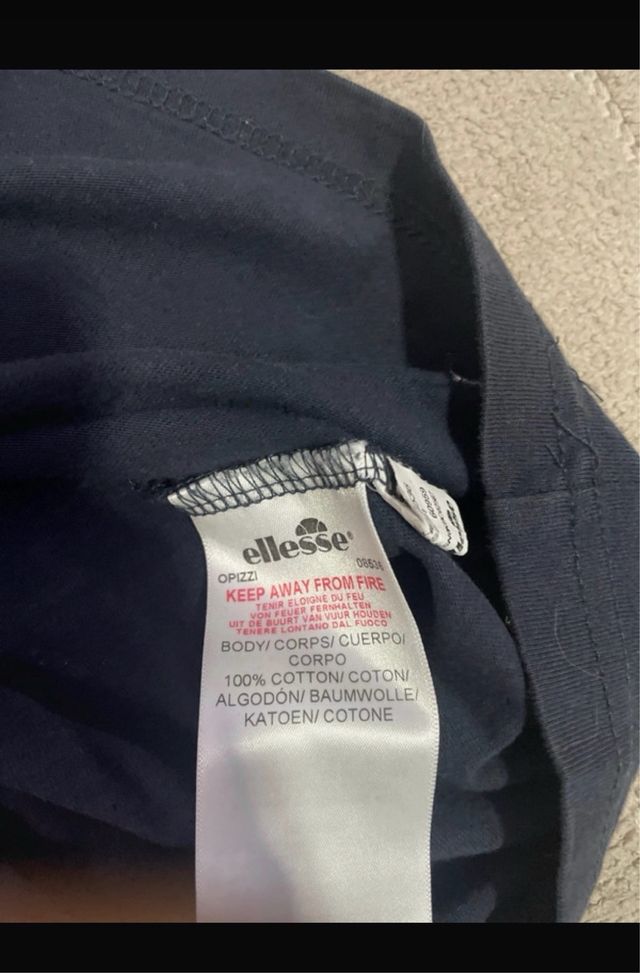 ellesse
OPIZZI 08536
KEEP AWAY FROM FIRE
TENIR ELOIGNE DU FEU
VON FEUER FERNHALTEN
UIT DE BUURT VAN VUUR HOUDEN
TENERE LONTANO DAL FUOCO
BODY/ CORPS/ CUERPO/
CORPO
100% COTTON/ COTON/
ALGODÓN/ BAUMWOLLE/
KATOEN/ COTONE